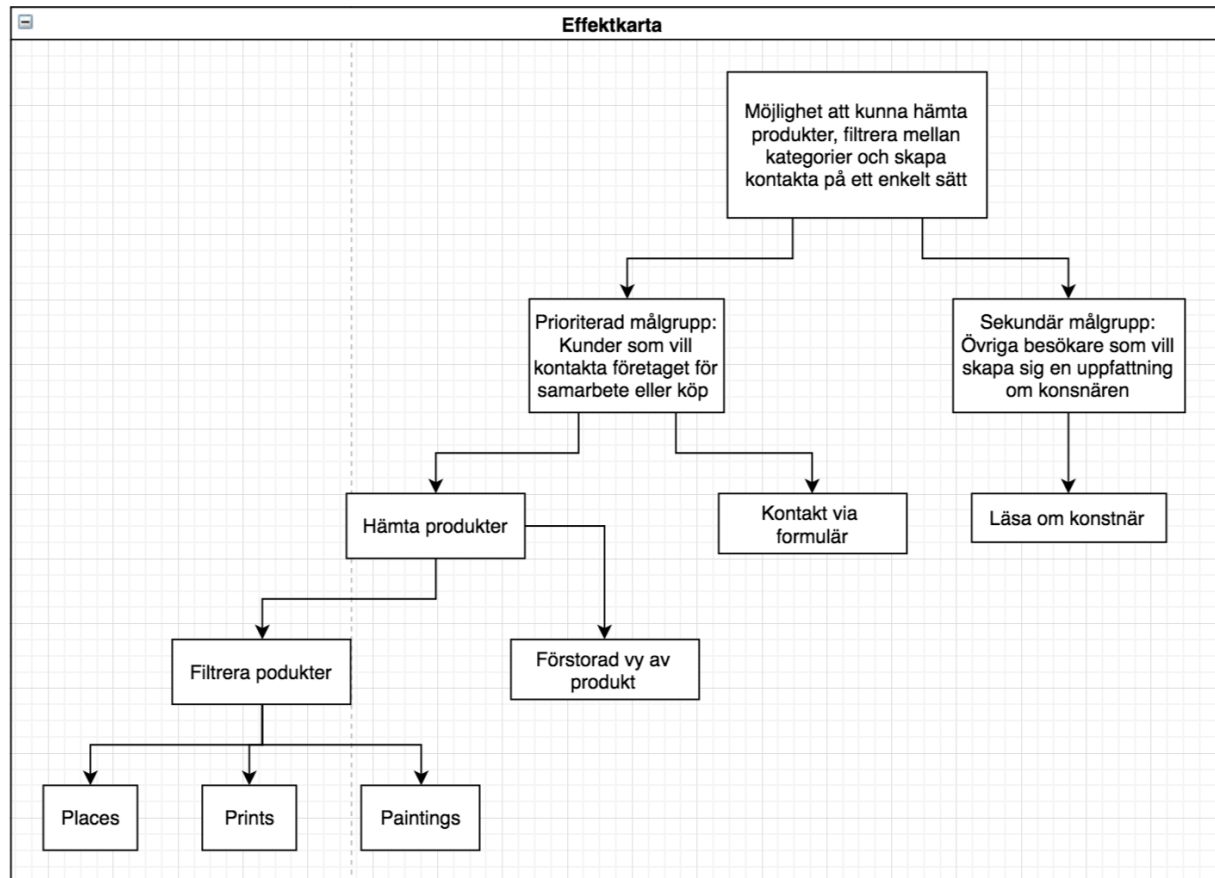 Effektkarta
Möjlighet att kunna hämta
produkter, filtrera mellan
kategorier och skapa
kontakta på ett enkelt sätt
Prioriterad målgrupp:
Kunder som vill
kontakta företaget för
samarbete eller köp
Sekundär målgrupp:
Övriga besökare som vill
skapa sig en uppfattning
om konsnären
Hämta produkter
Kontakt via
formulär
Läsa om konstnär
Filtrera podukter
Förstorad vy av
produkt
Places
Prints
Paintings